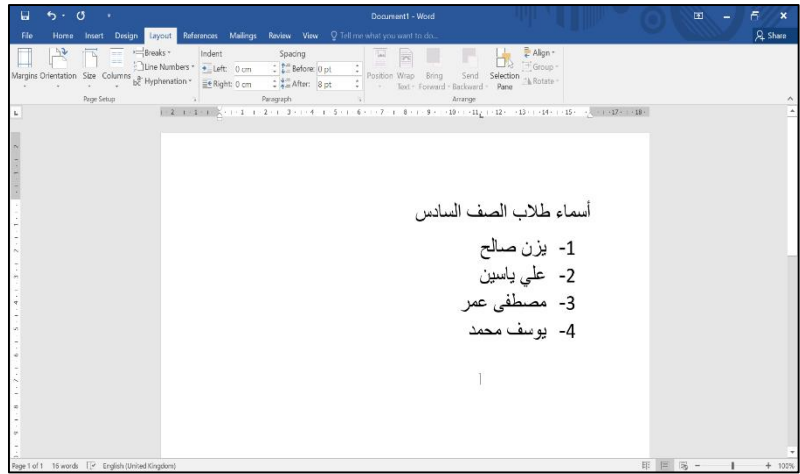 Document1 - Word
File Home Insert Design Layout References Mailings Review View Tell me what you want to do... Share
Margins Orientation Size Columns Breaks Line Numbers Hyphenation
Page Setup
Indent Spacing
Left: 0 cm Before: 0 pt
Right: 0 cm After: 8 pt
Paragraph
Position Wrap Text Bring Forward Send Backward Selection Pane Align Group Rotate
Arrange
أسماء طلاب الصف السادس
1- يزن صالح
2- علي ياسين
3- مصطفى عمر
4- يوسف محمد
Page 1 of 1 16 words English (United Kingdom) 100%